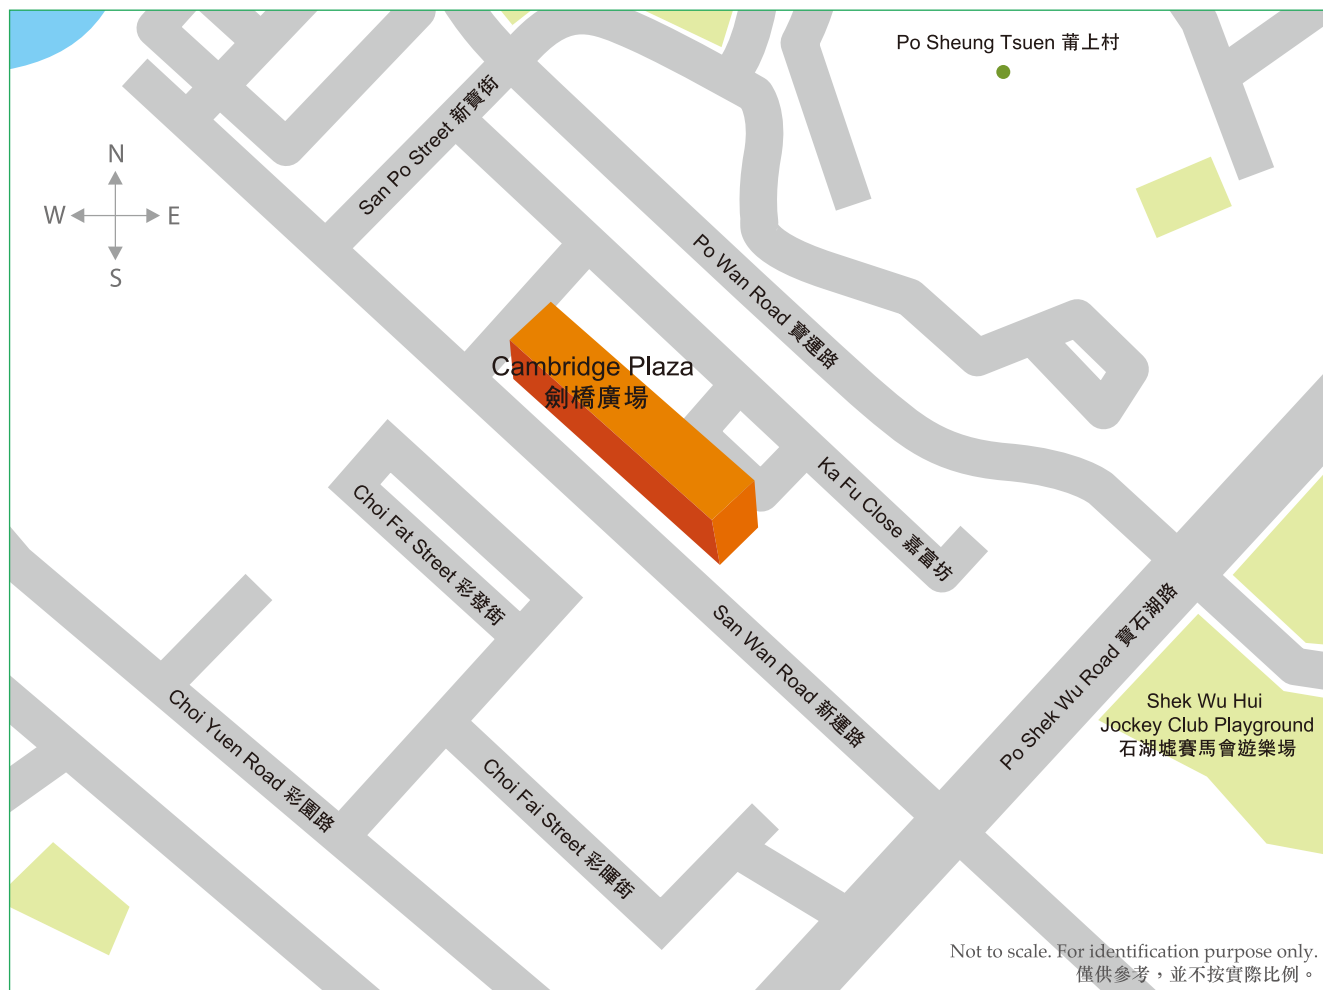 Po Sheung Tsuen 莆上村
San Po Street 新寶街
N
W E
S
Po Wan Road 寶運路
Cambridge Plaza
劍橋廣場
Ka Fu Close 嘉富坊
Choi Fat Street 彩發街
San Wan Road 新運路
Po Shek Wu Road 寶石湖路
Shek Wu Hui
Jockey Club Playground
石湖墟賽馬會遊樂場
Choi Yuen Road 彩園路
Choi Fai Street 彩暉街
Not to scale. For identification purpose only.
僅供參考，並不按實際比例。